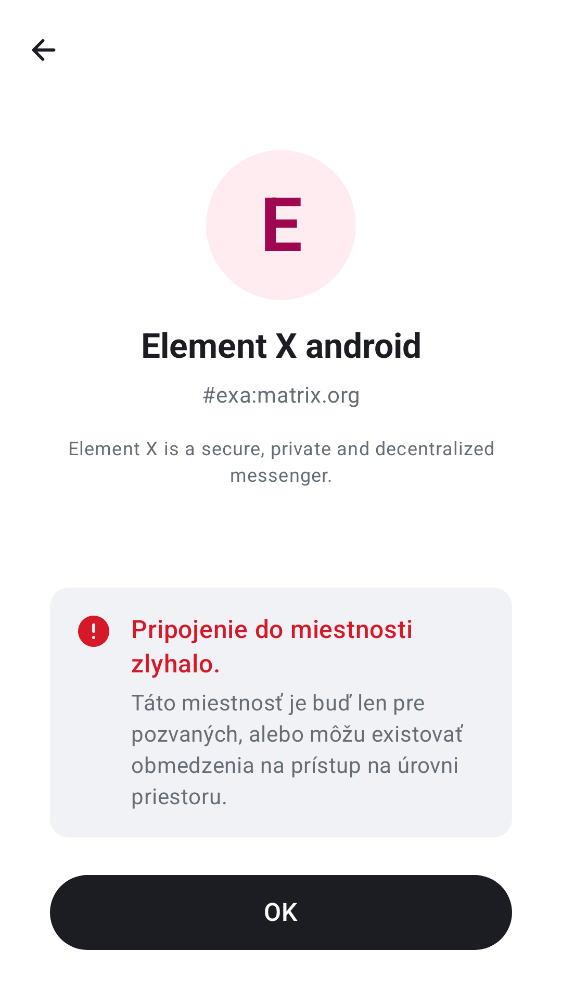 E
Element X android
#exa:matrix.org
Element X is a secure, private and decentralized
messenger.
Pripojenie do miestnosti
zlyhalo.
Táto miestnosť je buď len pre
pozvaných, alebo môžu existovať
obmedzenia na prístup na úrovni
priestoru.
OK